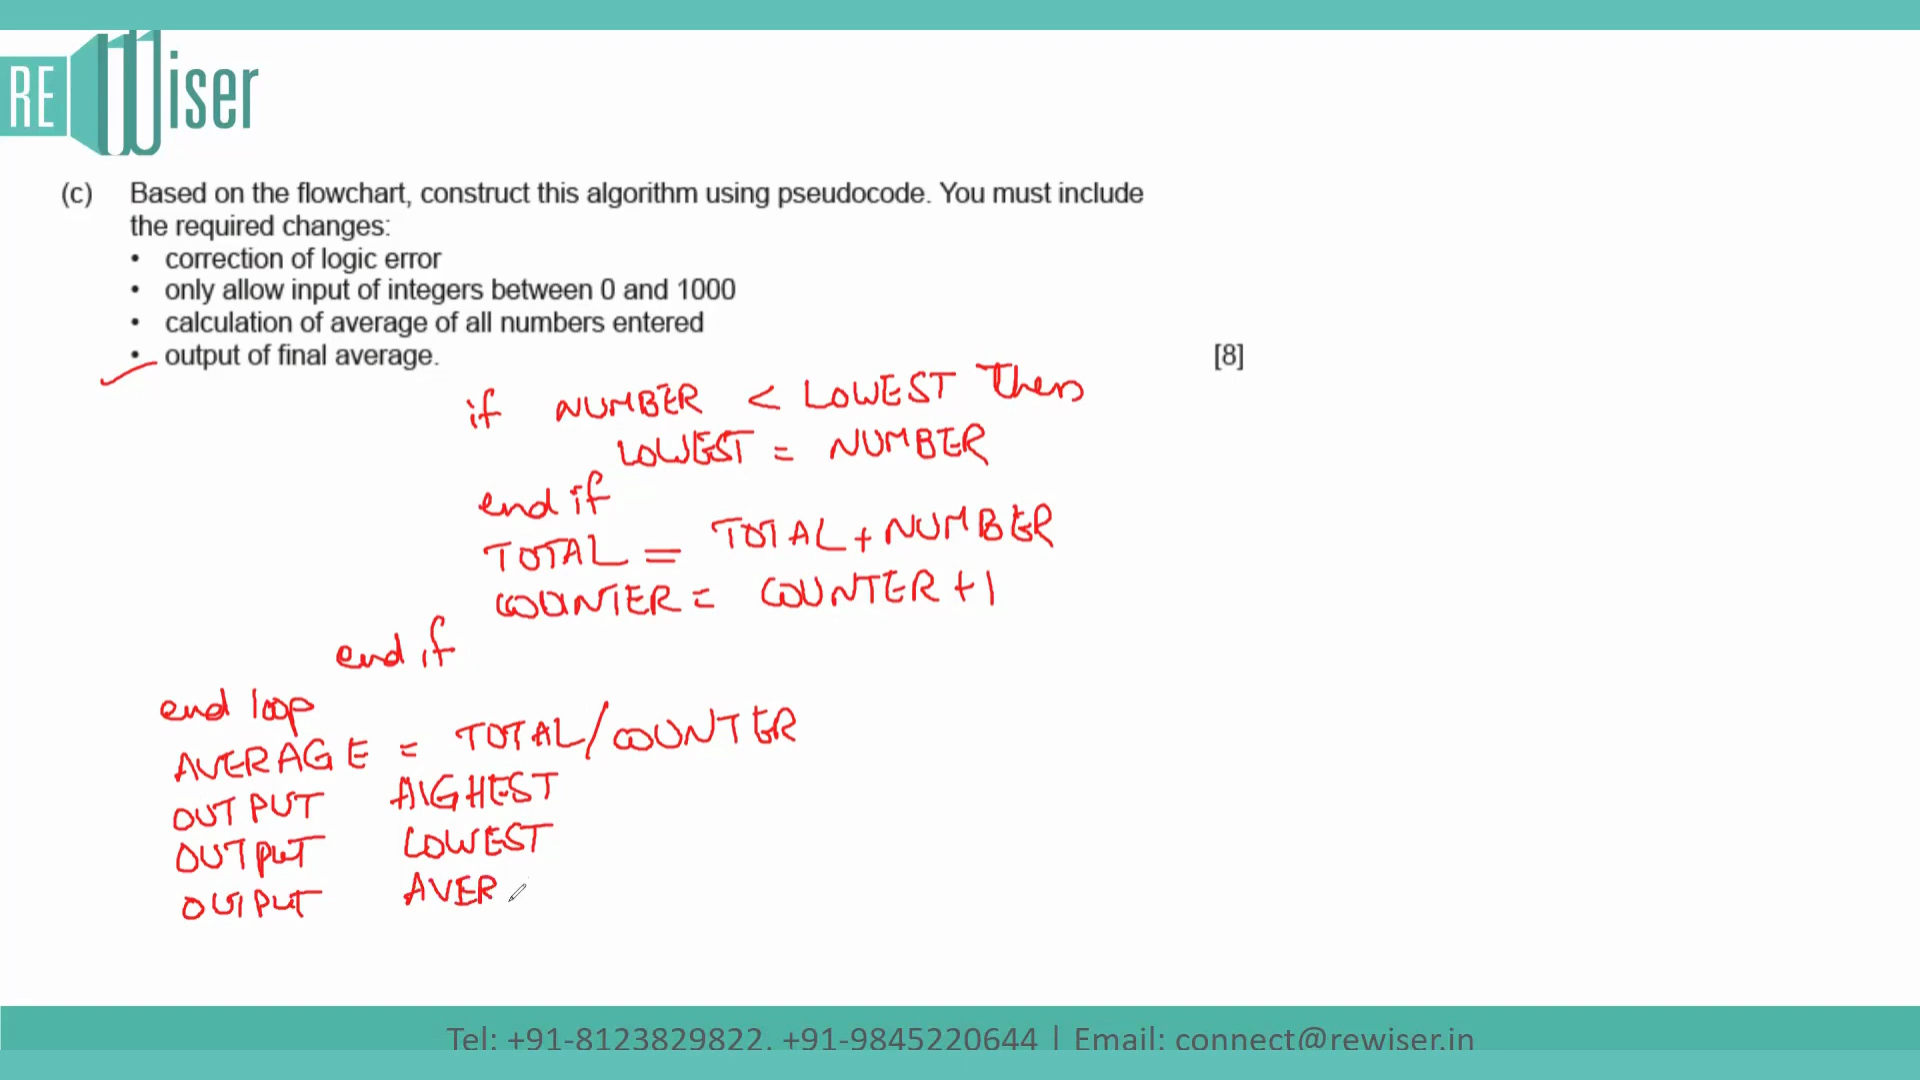 RE Wiser
(c) Based on the flowchart, construct this algorithm using pseudocode. You must include
the required changes:
• correction of logic error
• only allow input of integers between 0 and 1000
• calculation of average of all numbers entered
• output of final average. [8]
if NUMBER < LOWEST then
LOWEST = NUMBER
end if
TOTAL = TOTAL + NUMBER
COUNTER = COUNTER + 1
end if
end loop
AVERAGE = TOTAL/COUNTER
OUTPUT HIGHEST
OUTPUT LOWEST
OUTPUT AVER
Tel: +91-8123829822. +91-9845220644 | Email: connect@rewiser.in